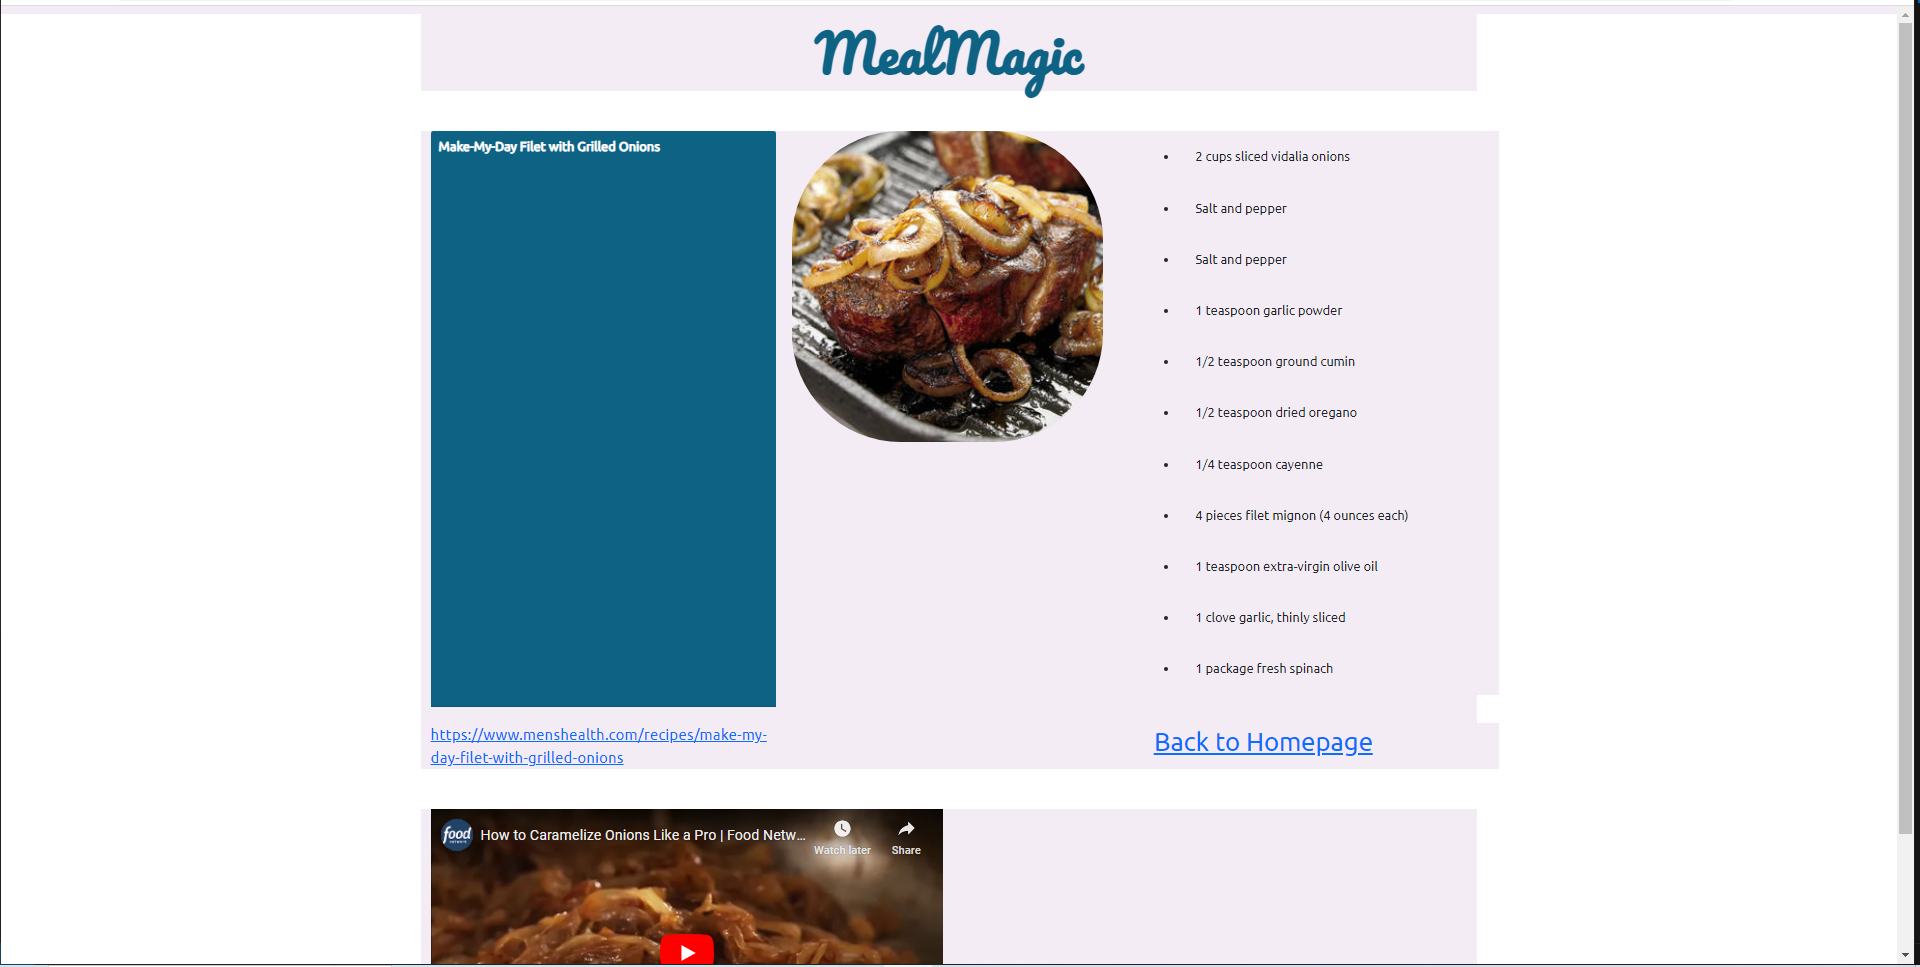 MealMagic
Make-My-Day Filet with Grilled Onions
2 cups sliced vidalia onions
Salt and pepper
Salt and pepper
1 teaspoon garlic powder
1/2 teaspoon ground cumin
1/2 teaspoon dried oregano
1/4 teaspoon cayenne
4 pieces filet mignon (4 ounces each)
1 teaspoon extra-virgin olive oil
1 clove garlic, thinly sliced
1 package fresh spinach
https://www.menshealth.com/recipes/make-my-
day-filet-with-grilled-onions
Back to Homepage
food
NETWORK
How to Caramelize Onions Like a Pro | Food Netw...
Watch later
Share